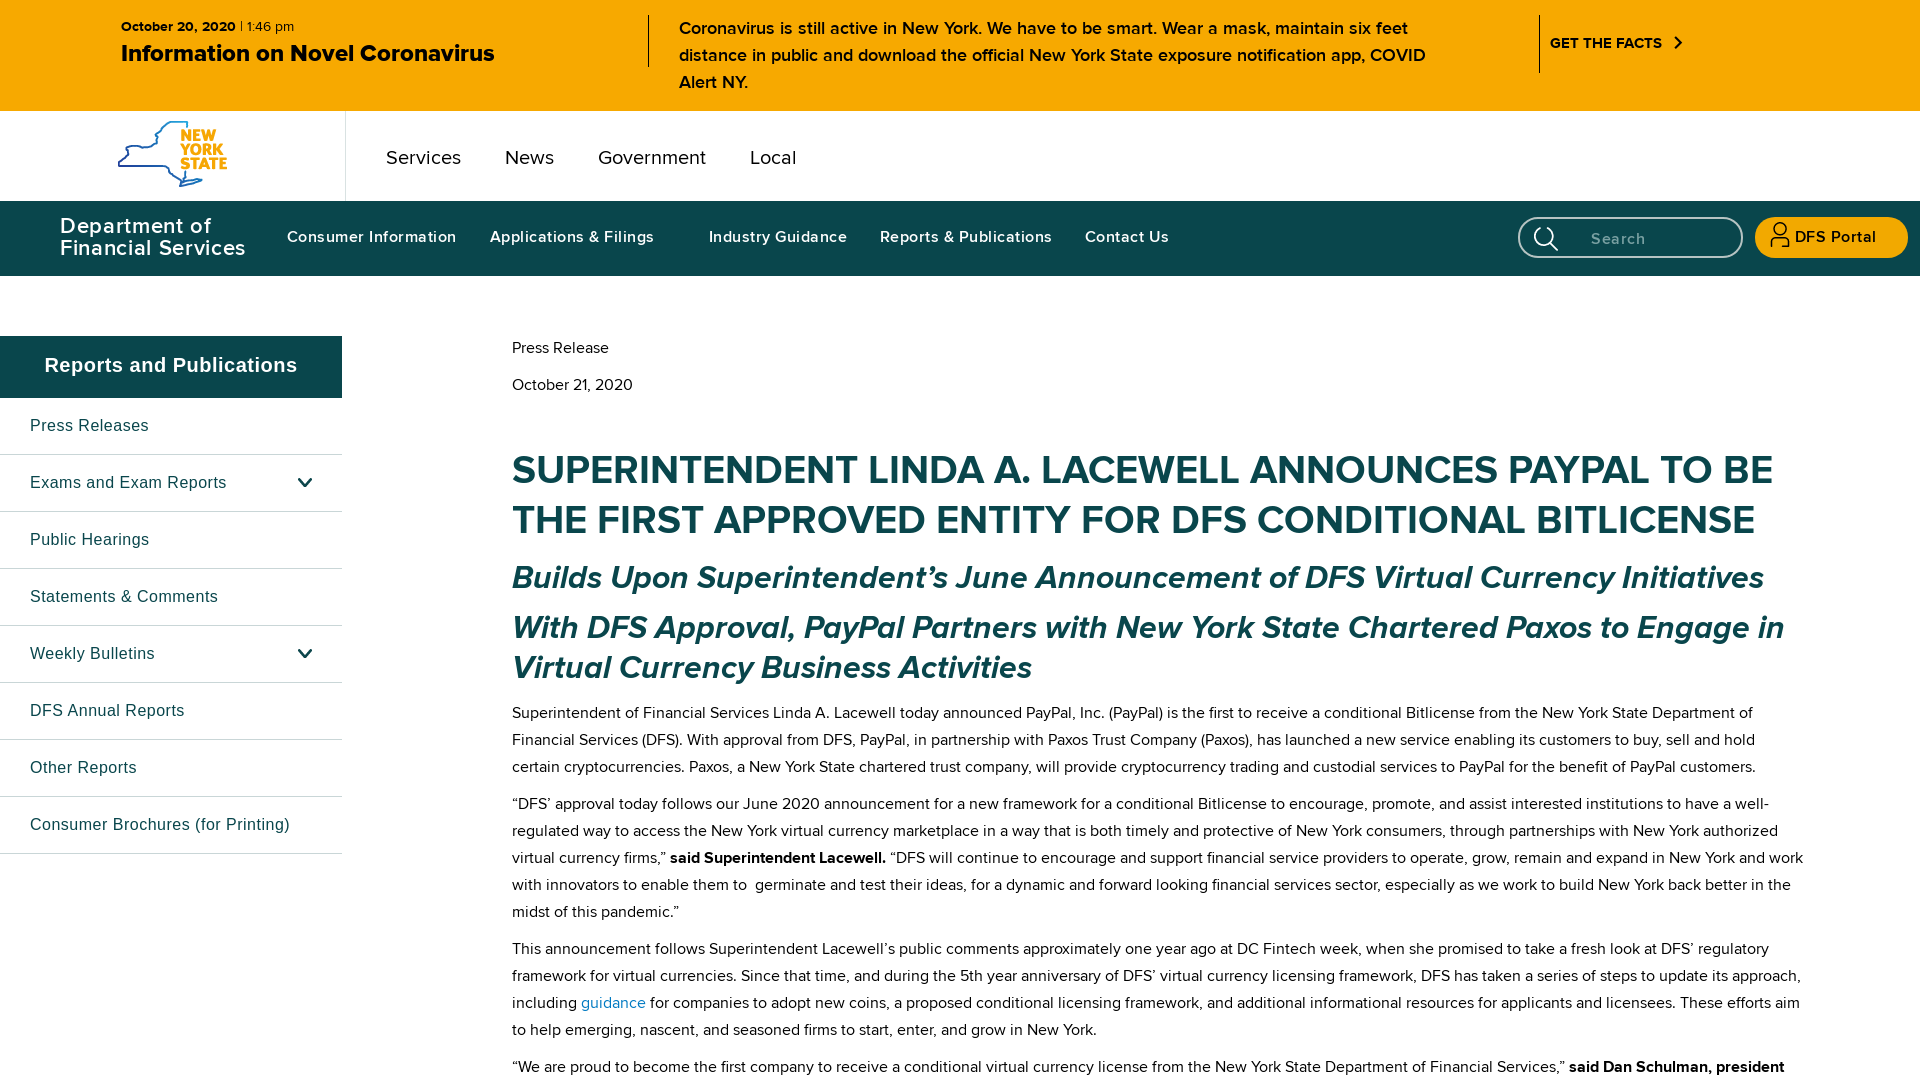 October 20, 2020 | 1:46 pm
Information on Novel Coronavirus
Coronavirus is still active in New York. We have to be smart. Wear a mask, maintain six feet
distance in public and download the official New York State exposure notification app, COVID
Alert NY.
GET THE FACTS
NEW
YORK
STATE
Services News Government Local
Department of
Financial Services
Consumer Information Applications & Filings Industry Guidance Reports & Publications Contact Us
Search
DFS Portal
Reports and Publications
Press Releases
Exams and Exam Reports
Public Hearings
Statements & Comments
Weekly Bulletins
DFS Annual Reports
Other Reports
Consumer Brochures (for Printing)
Press Release
October 21, 2020
SUPERINTENDENT LINDA A. LACEWELL ANNOUNCES PAYPAL TO BE
THE FIRST APPROVED ENTITY FOR DFS CONDITIONAL BITLICENSE
Builds Upon Superintendent’s June Announcement of DFS Virtual Currency Initiatives
With DFS Approval, PayPal Partners with New York State Chartered Paxos to Engage in
Virtual Currency Business Activities
Superintendent of Financial Services Linda A. Lacewell today announced PayPal, Inc. (PayPal) is the first to receive a conditional Bitlicense from the New York State Department of
Financial Services (DFS). With approval from DFS, PayPal, in partnership with Paxos Trust Company (Paxos), has launched a new service enabling its customers to buy, sell and hold
certain cryptocurrencies. Paxos, a New York State chartered trust company, will provide cryptocurrency trading and custodial services to PayPal for the benefit of PayPal customers.
“DFS’ approval today follows our June 2020 announcement for a new framework for a conditional Bitlicense to encourage, promote, and assist interested institutions to have a well-
regulated way to access the New York virtual currency marketplace in a way that is both timely and protective of New York consumers, through partnerships with New York authorized
virtual currency firms,” said Superintendent Lacewell. “DFS will continue to encourage and support financial service providers to operate, grow, remain and expand in New York and work
with innovators to enable them to germinate and test their ideas, for a dynamic and forward looking financial services sector, especially as we work to build New York back better in the
midst of this pandemic.”
This announcement follows Superintendent Lacewell’s public comments approximately one year ago at DC Fintech week, when she promised to take a fresh look at DFS’ regulatory
framework for virtual currencies. Since that time, and during the 5th year anniversary of DFS’ virtual currency licensing framework, DFS has taken a series of steps to update its approach,
including guidance for companies to adopt new coins, a proposed conditional licensing framework, and additional informational resources for applicants and licensees. These efforts aim
to help emerging, nascent, and seasoned firms to start, enter, and grow in New York.
“We are proud to become the first company to receive a conditional virtual currency license from the New York State Department of Financial Services,” said Dan Schulman, president